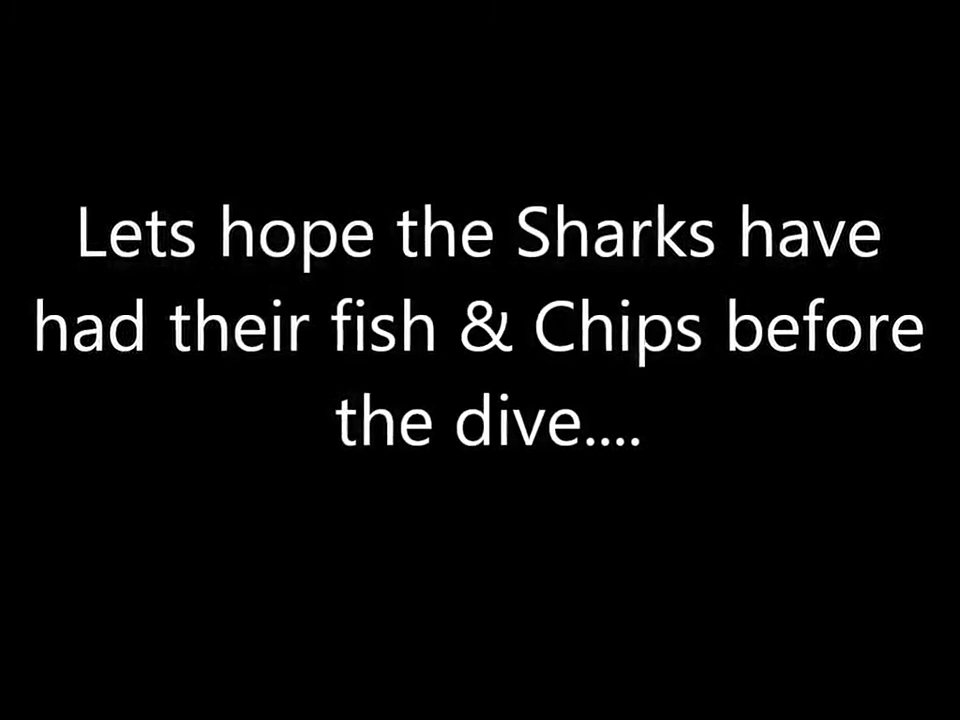 Lets hope the Sharks have
had their fish & Chips before
the dive....